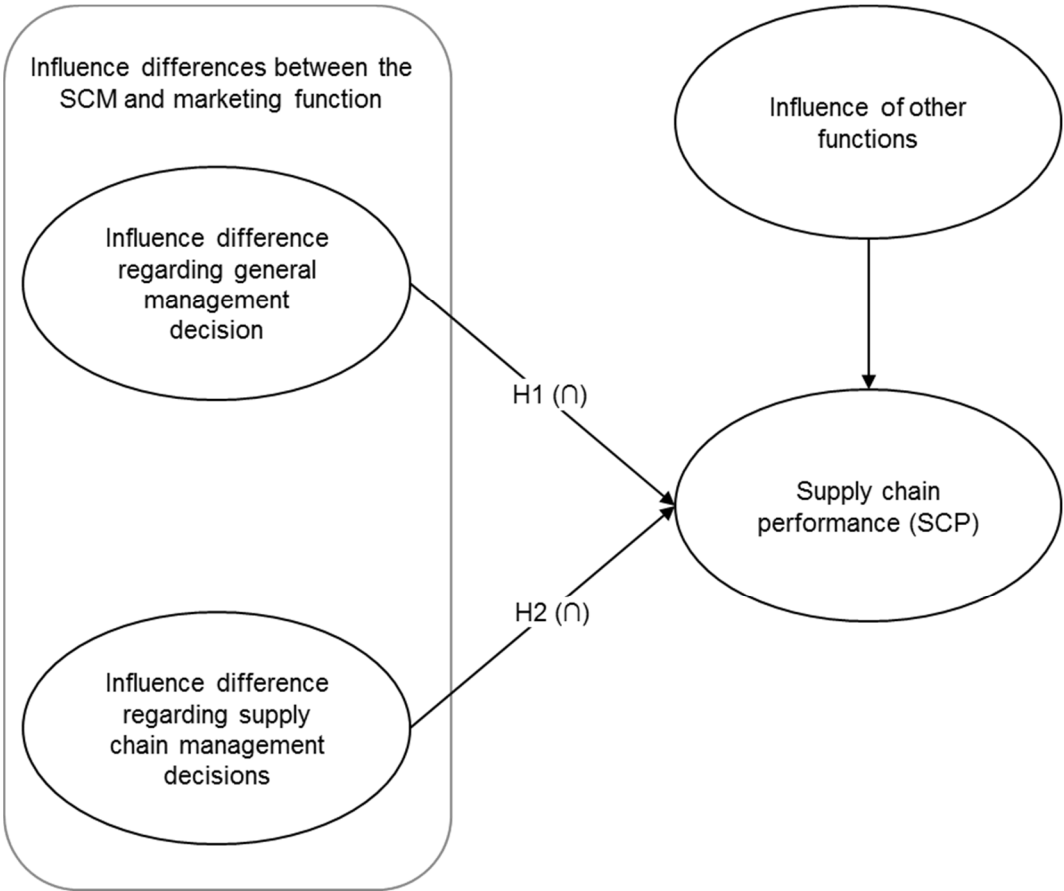 Influence differences between the
SCM and marketing function
Influence of other
functions
Influence difference
regarding general
management
decision
H1 (∩)
Supply chain
performance (SCP)
H2 (∩)
Influence difference
regarding supply
chain management
decisions